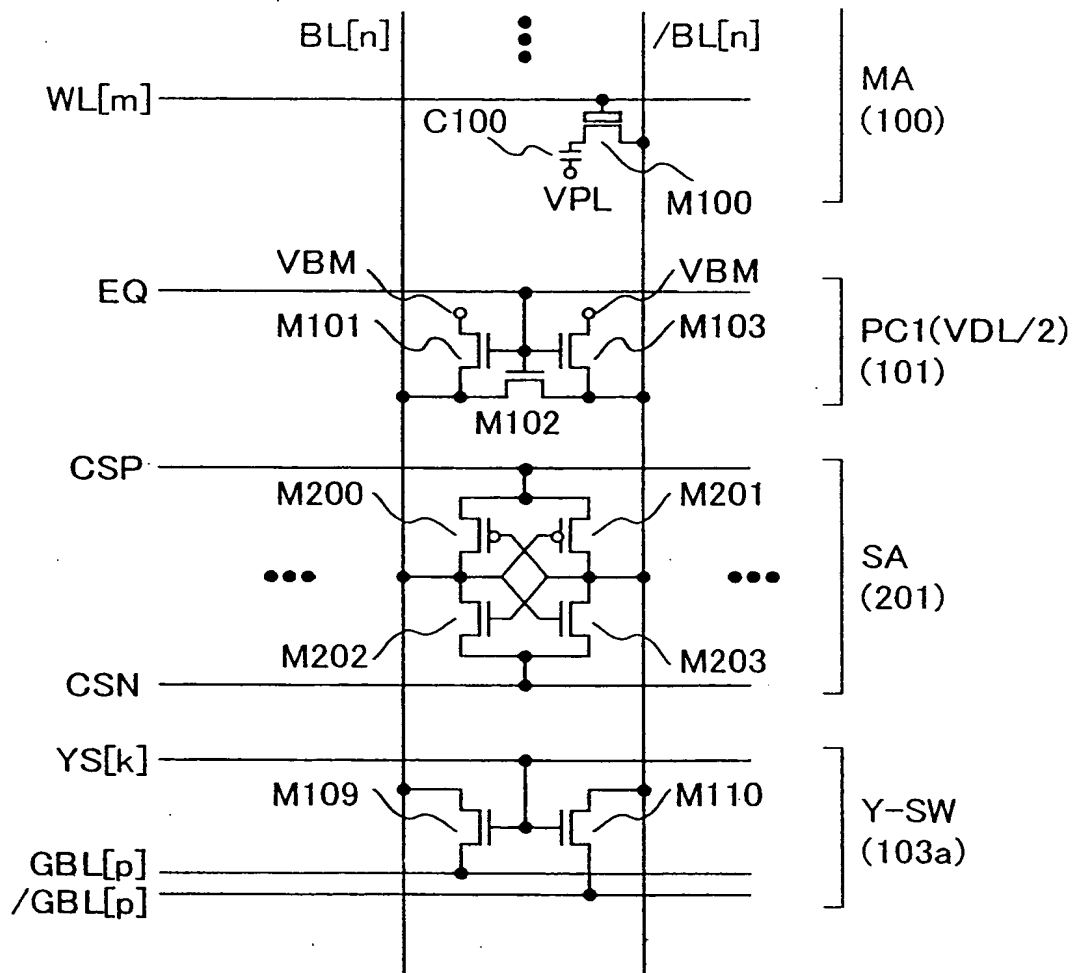 BL[n]
/BL[n]
MA
(100)
WL[m]
C100
VPL
M100
VBM
VBM
EQ
M101
M103
PC1(VDL/2)
(101)
M102
CSP
M200
M201
SA
(201)
M202
M203
CSN
YS[k]
M109
M110
Y-SW
(103a)
GBL[p]
/GBL[p]